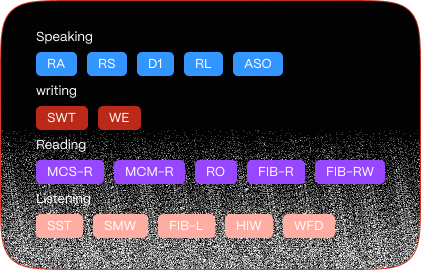 Speaking
RA RS D1 RL ASO
writing
SWT WE
Reading
MCS-R MCM-R RO FIB-R FIB-RW
Listening
SST SMW FIB-L HIW WFD